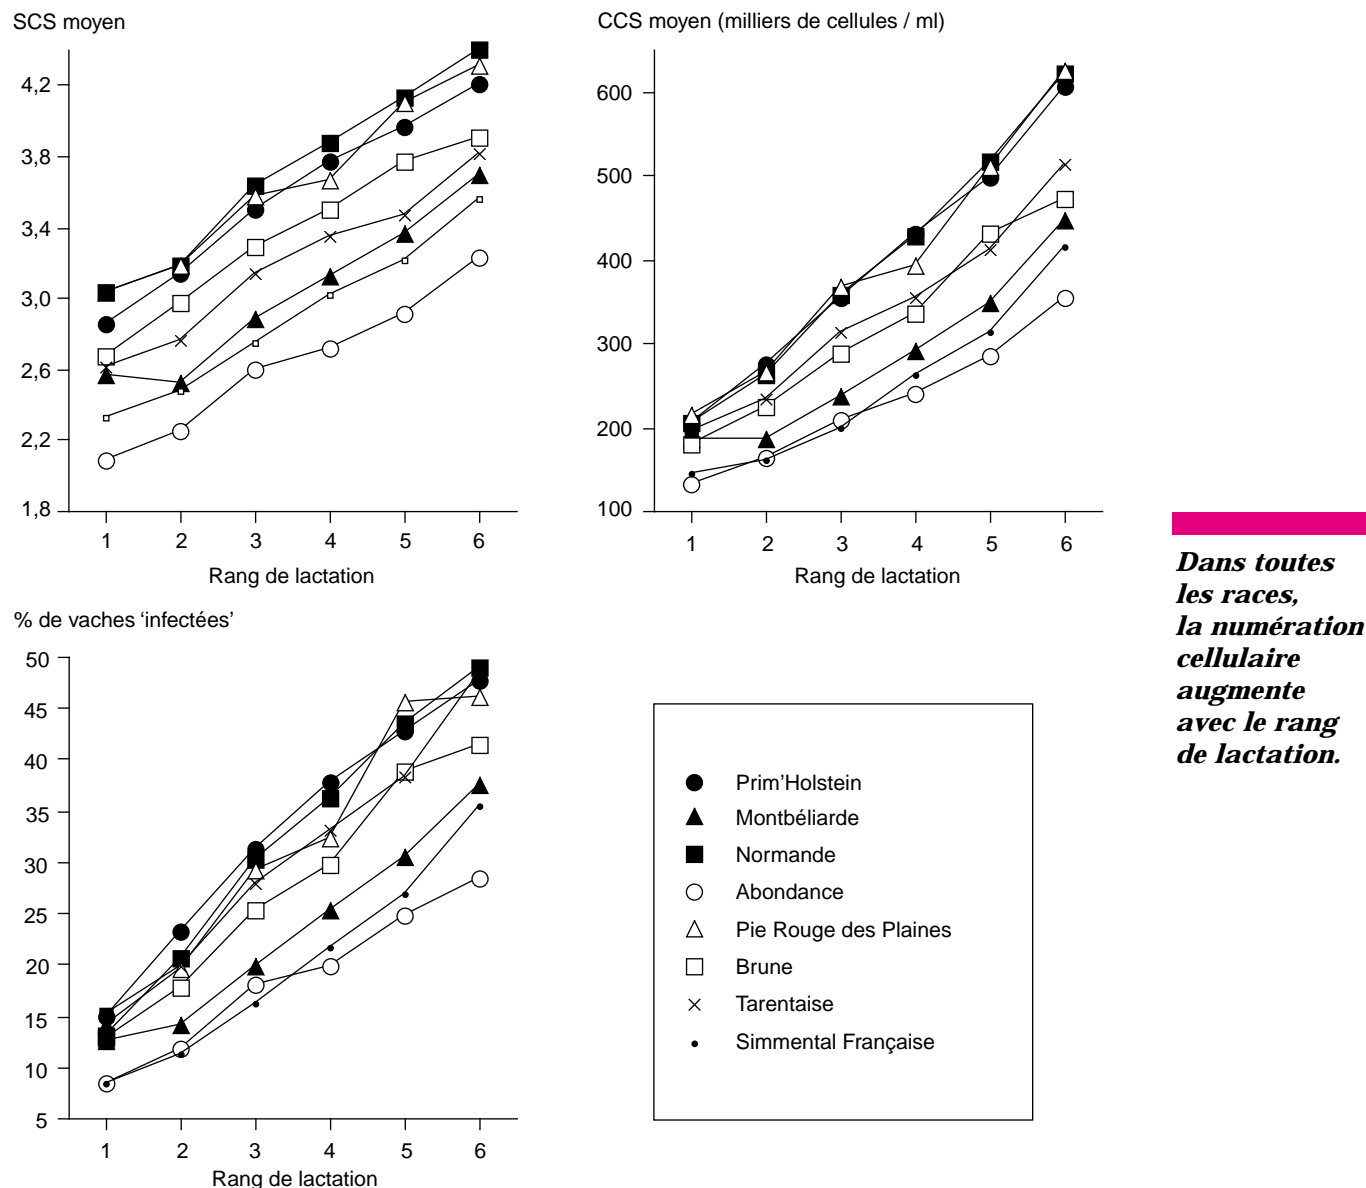 SCS moyen
4,2
3,8
3,4
3,0
2,6
2,2
1,8
1 2 3 4 5 6
Rang de lactation
CCS moyen (milliers de cellules / ml)
600
500
400
300
200
100
1 2 3 4 5 6
Rang de lactation
Dans toutes
les races,
la numération
cellulaire
augmente
avec le rang
de lactation.
% de vaches ‘infectées’
50
45
40
35
30
25
20
15
10
5
1 2 3 4 5 6
Rang de lactation
Prim'Holstein
Montbéliarde
Normande
Abondance
Pie Rouge des Plaines
Brune
Tarentaise
Simmental Française